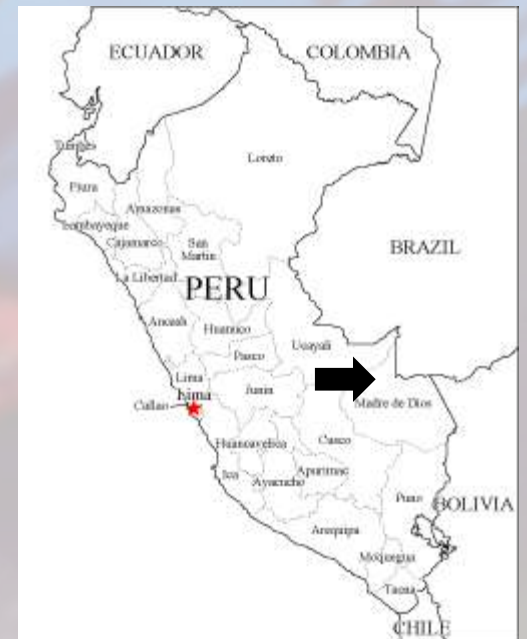 ECUADOR
COLOMBIA
Tumbes
Loreto
Piura
Amazonas
Lambayeque
Cajamarca
San
Martin
BRAZIL
La Libertad
PERU
Ancash
Huanuco
Ucayali
Pasco
Lima
Junin
Lima
Callao
Madre de Dios
Huancavelica
Cusco
Ica
Ayacucho
Apurimac
Puno
BOLIVIA
Arequipa
Moquegua
Tacna
CHILE